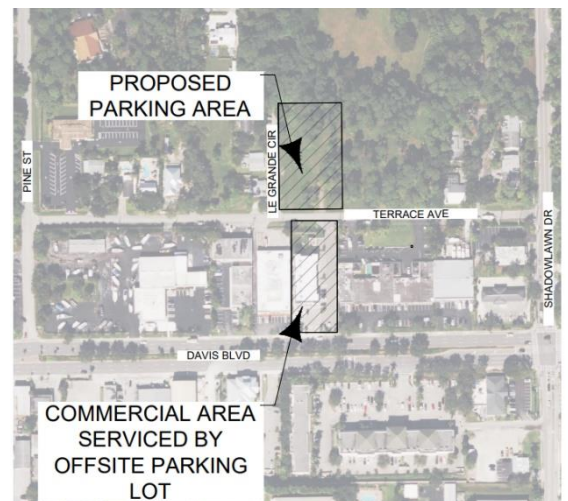 PROPOSED
PARKING AREA
PINE ST
LE GRANDE CIR
TERRACE AVE
SHADOWLAWN DR
DAVIS BLVD
COMMERCIAL AREA
SERVICED BY
OFFSITE PARKING
LOT